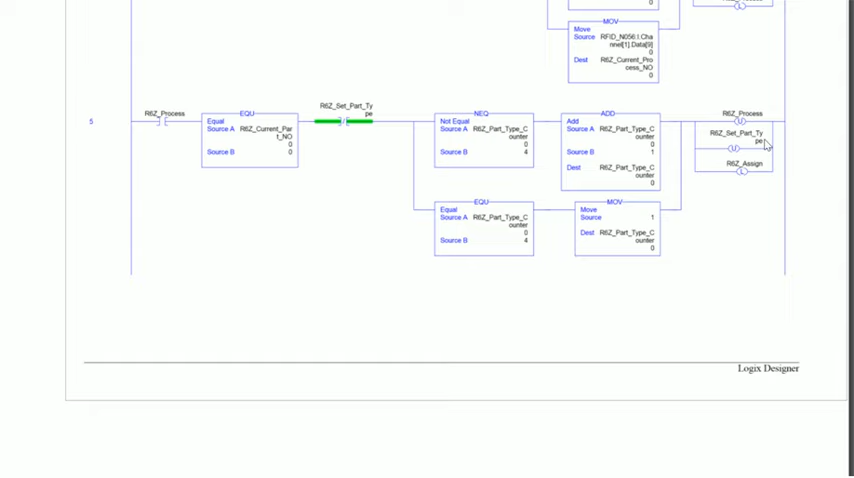 0
MOV
Move
Source RFID_N056:I.Cha
nnel[1].Data[9]
0
Dest R6Z_Current_Pro
cess_NO
0
R6Z_Process
5
R6Z_Process
EQU
Equal
Source A R6Z_Current_Par
t_NO
0
Source B 0
R6Z_Set_Part_Ty
pe
NEQ
Not Equal
Source A R6Z_Part_Type_C
ounter
0
Source B 4
ADD
Add
Source A R6Z_Part_Type_C
ounter
0
Source B 1
Dest R6Z_Part_Type_C
ounter
0
R6Z_Process
U
R6Z_Set_Part_Ty
pe
U
R6Z_Assign
L
EQU
Equal
Source A R6Z_Part_Type_C
ounter
0
Source B 4
MOV
Move
Source 1
Dest R6Z_Part_Type_C
ounter
0
Logix Designer